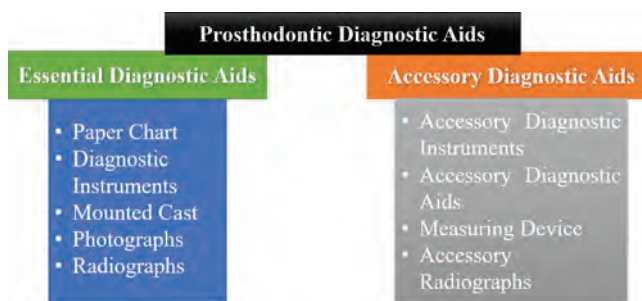 Prosthodontic Diagnostic Aids
Essential Diagnostic Aids
• Paper Chart
• Diagnostic
Instruments
• Mounted Cast
• Photographs
• Radiographs
Accessory Diagnostic Aids
• Accessory Diagnostic
Instruments
• Accessory Diagnostic
Aids
• Measuring Device
• Accessory
Radiographs